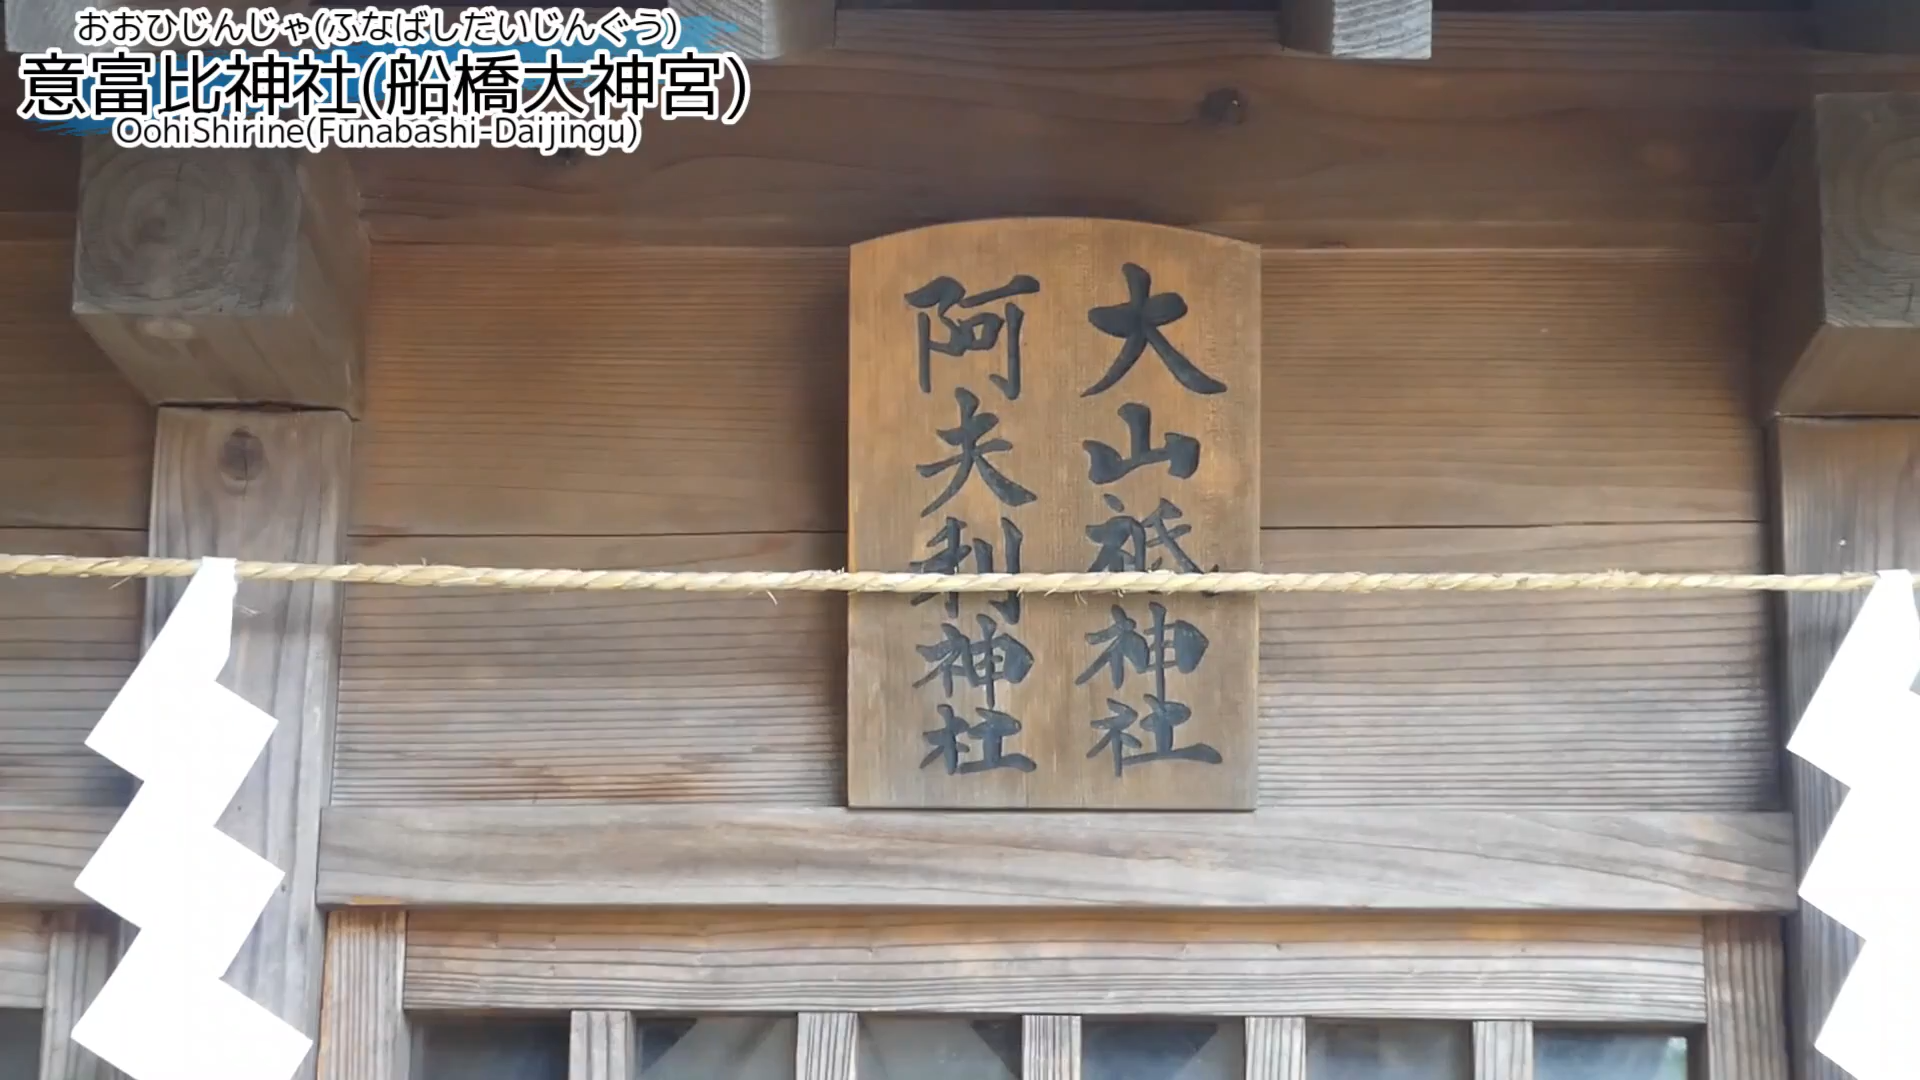 おおひじんじゃ(ふなばしだいじんぐう)
意富比神社(船橋大神宮)
OohiShirine(Funabashi-Daijingu)
大山祇神社
阿夫利神社